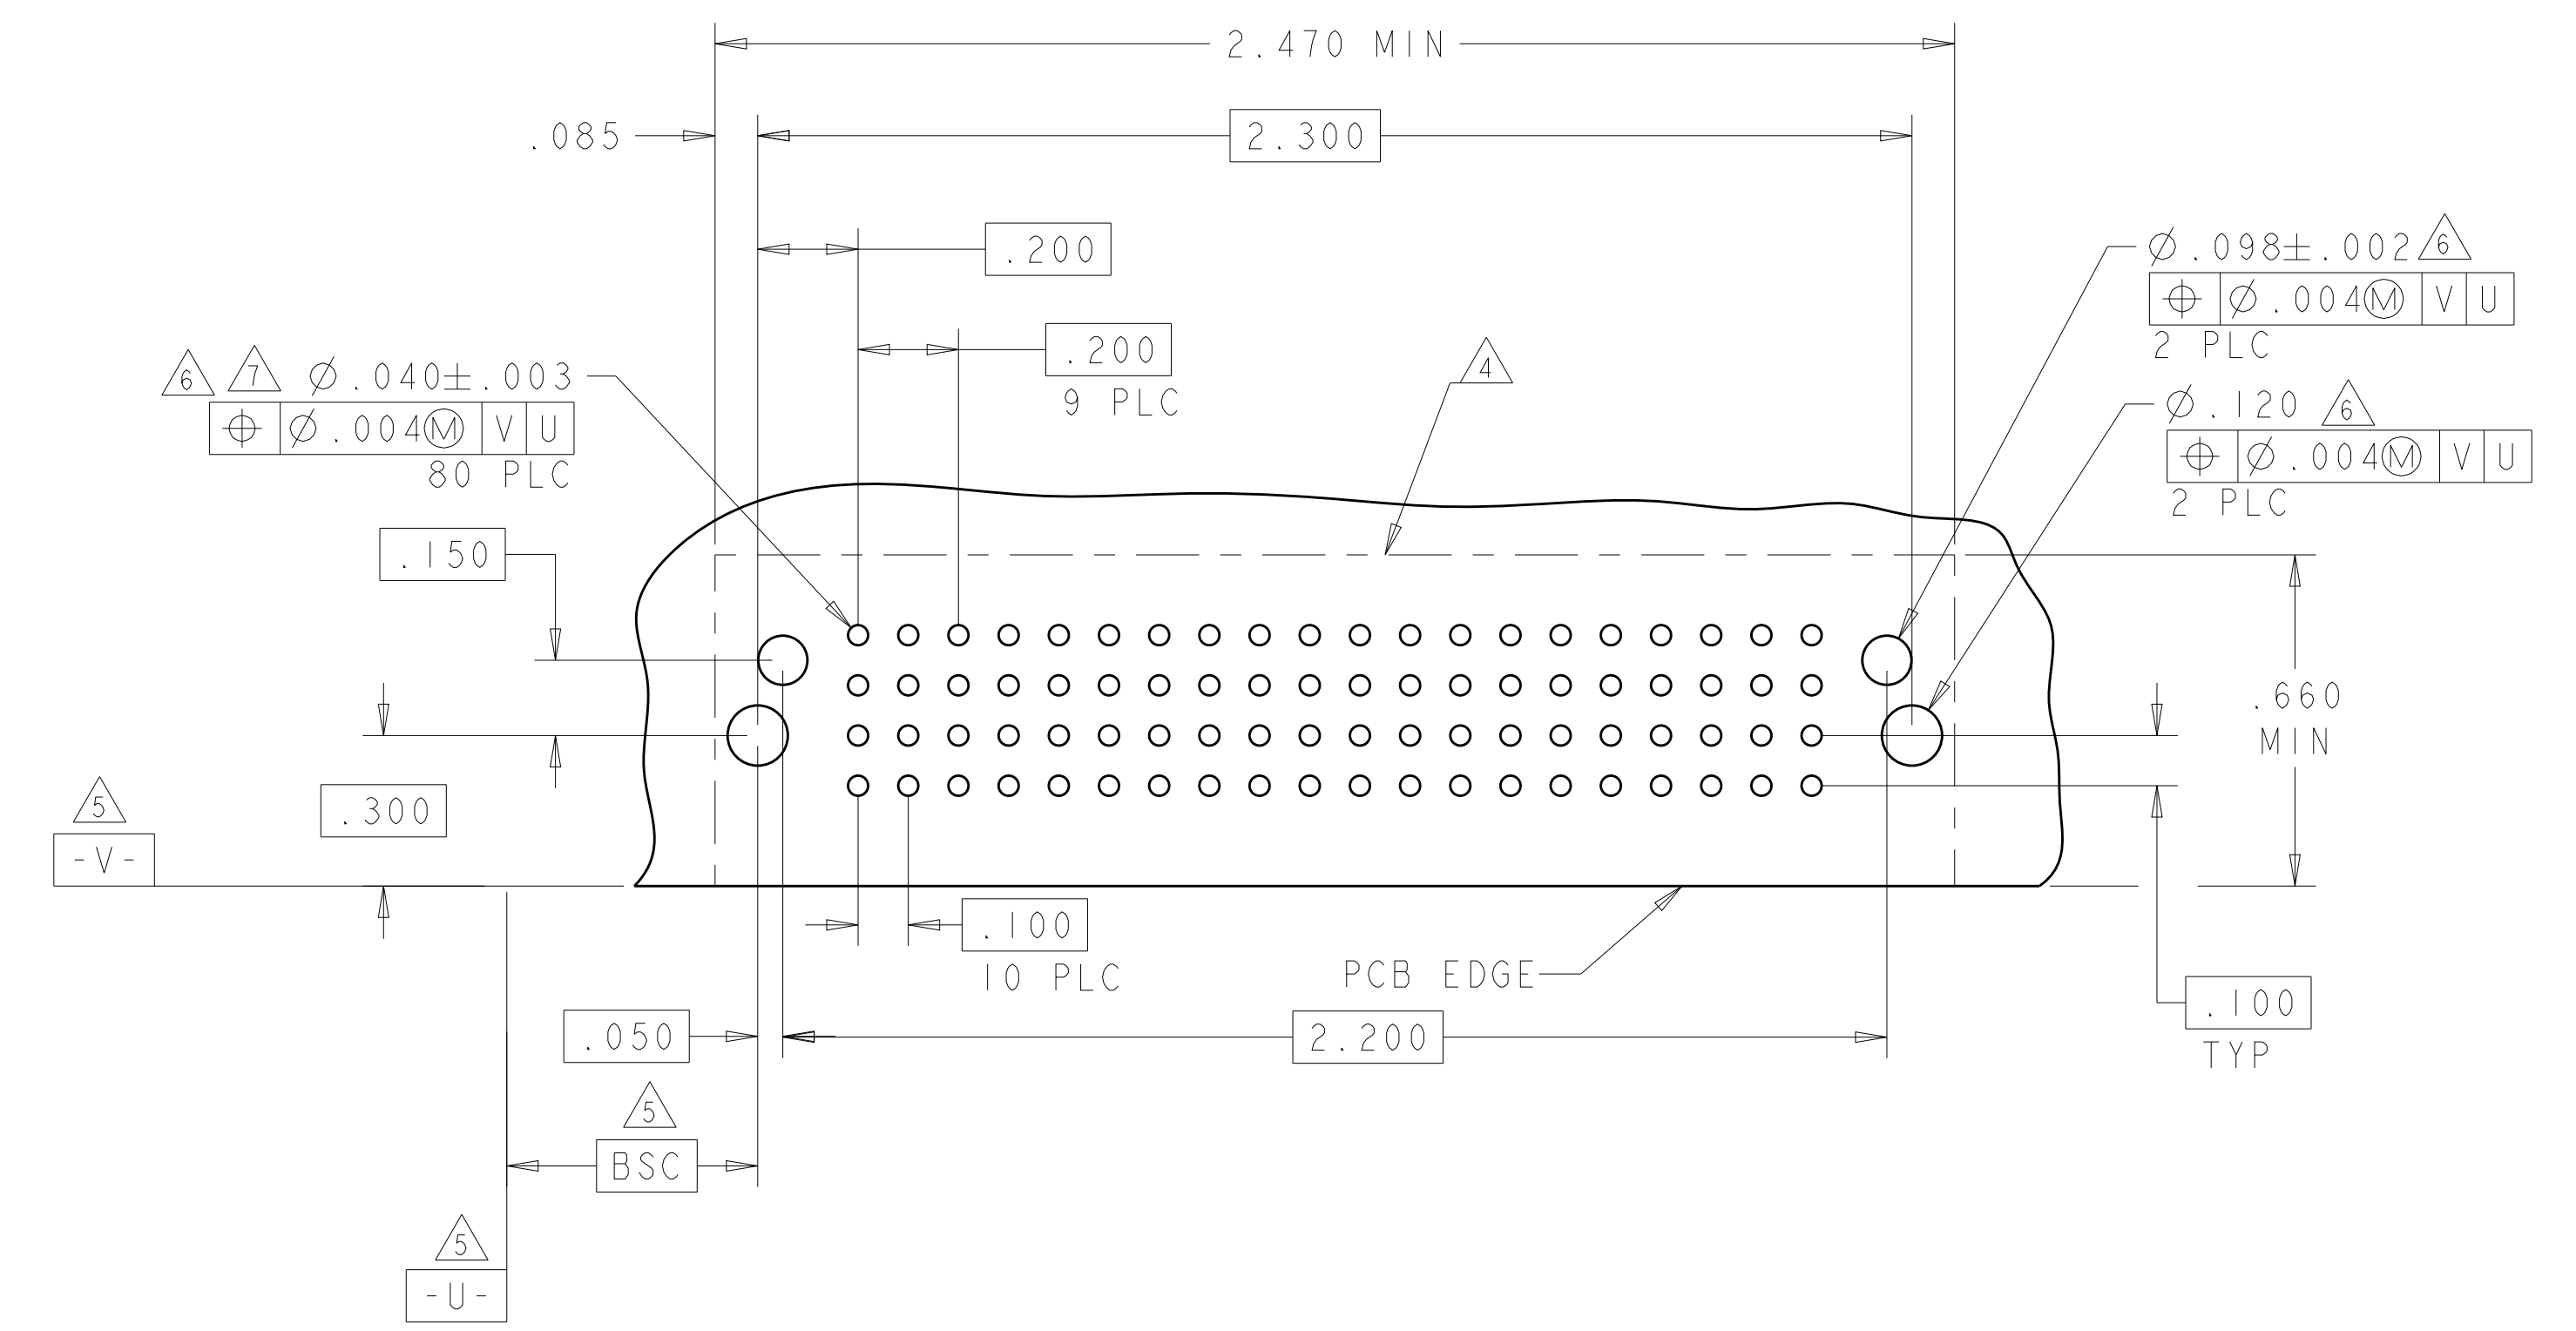 2.470 MIN
.085
2.300
.200
Ø.098±.002 6
⌖ Ø.004Ⓜ V U
2 PLC
.200
9 PLC
4
6 7 Ø.040±.003
⌖ Ø.004Ⓜ V U
80 PLC
Ø.120 6
⌖ Ø.004Ⓜ V U
2 PLC
.150
.660
MIN
5
-V-
.300
.100
10 PLC
PCB EDGE
.100
TYP
.050
2.200
5
BSC
5
-U-